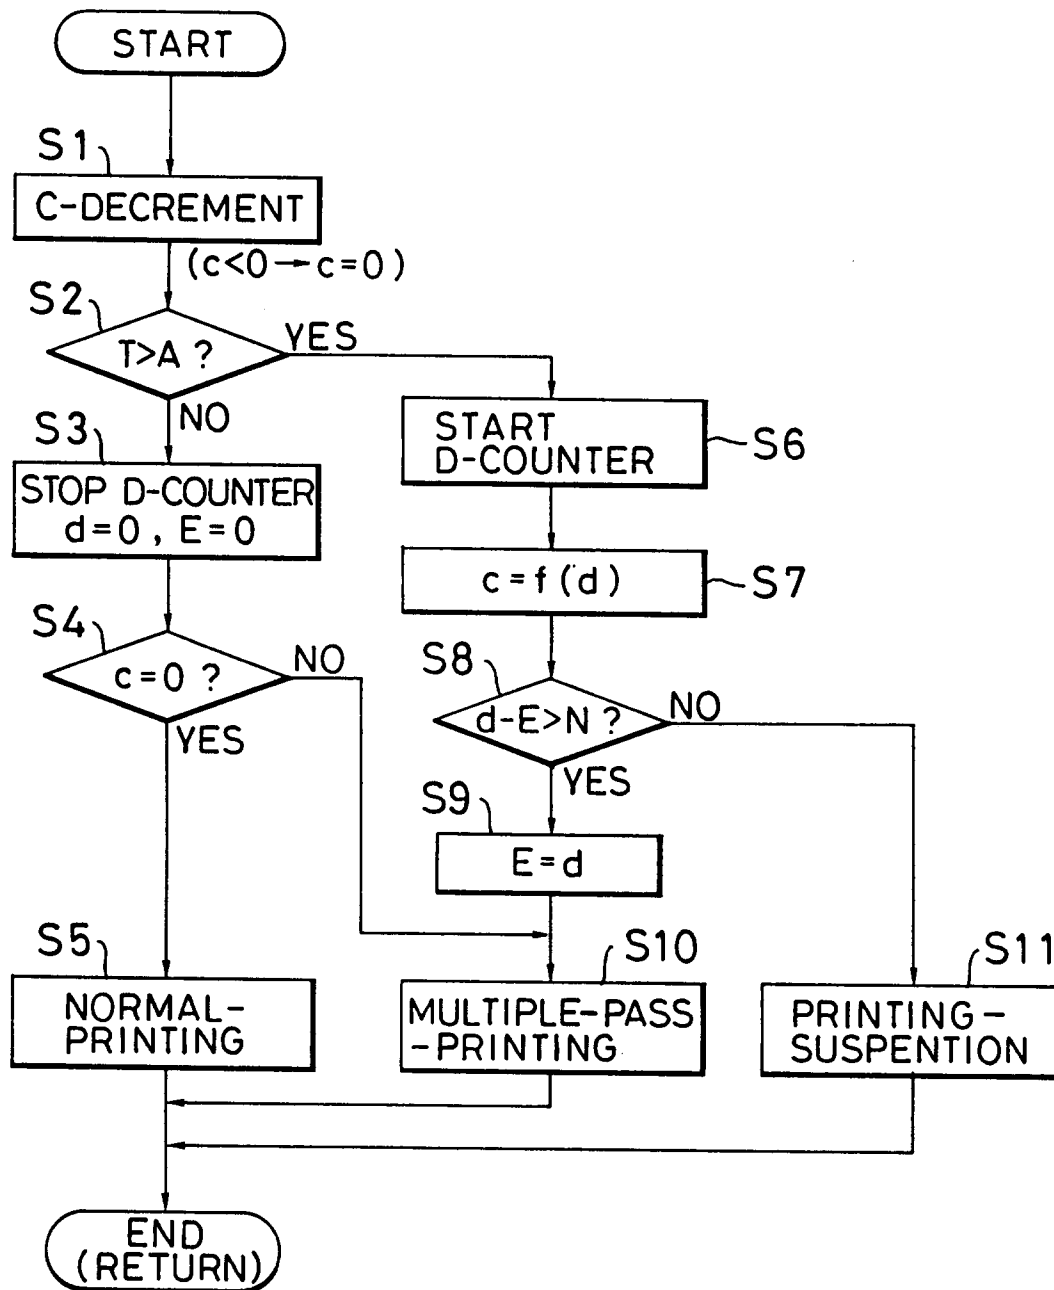 START
S1
C-DECREMENT
(c<0→c=0)
S2
T>A ?
YES
NO
S3
STOP D-COUNTER
d=0, E=0
START
D-COUNTER
S6
c=f(d)
S7
S4
c=0 ?
NO
YES
S8
d-E>N ?
NO
YES
S9
E=d
S5
NORMAL-
PRINTING
S10
MULTIPLE-PASS
-PRINTING
S11
PRINTING-
SUSPENTION
END
(RETURN)